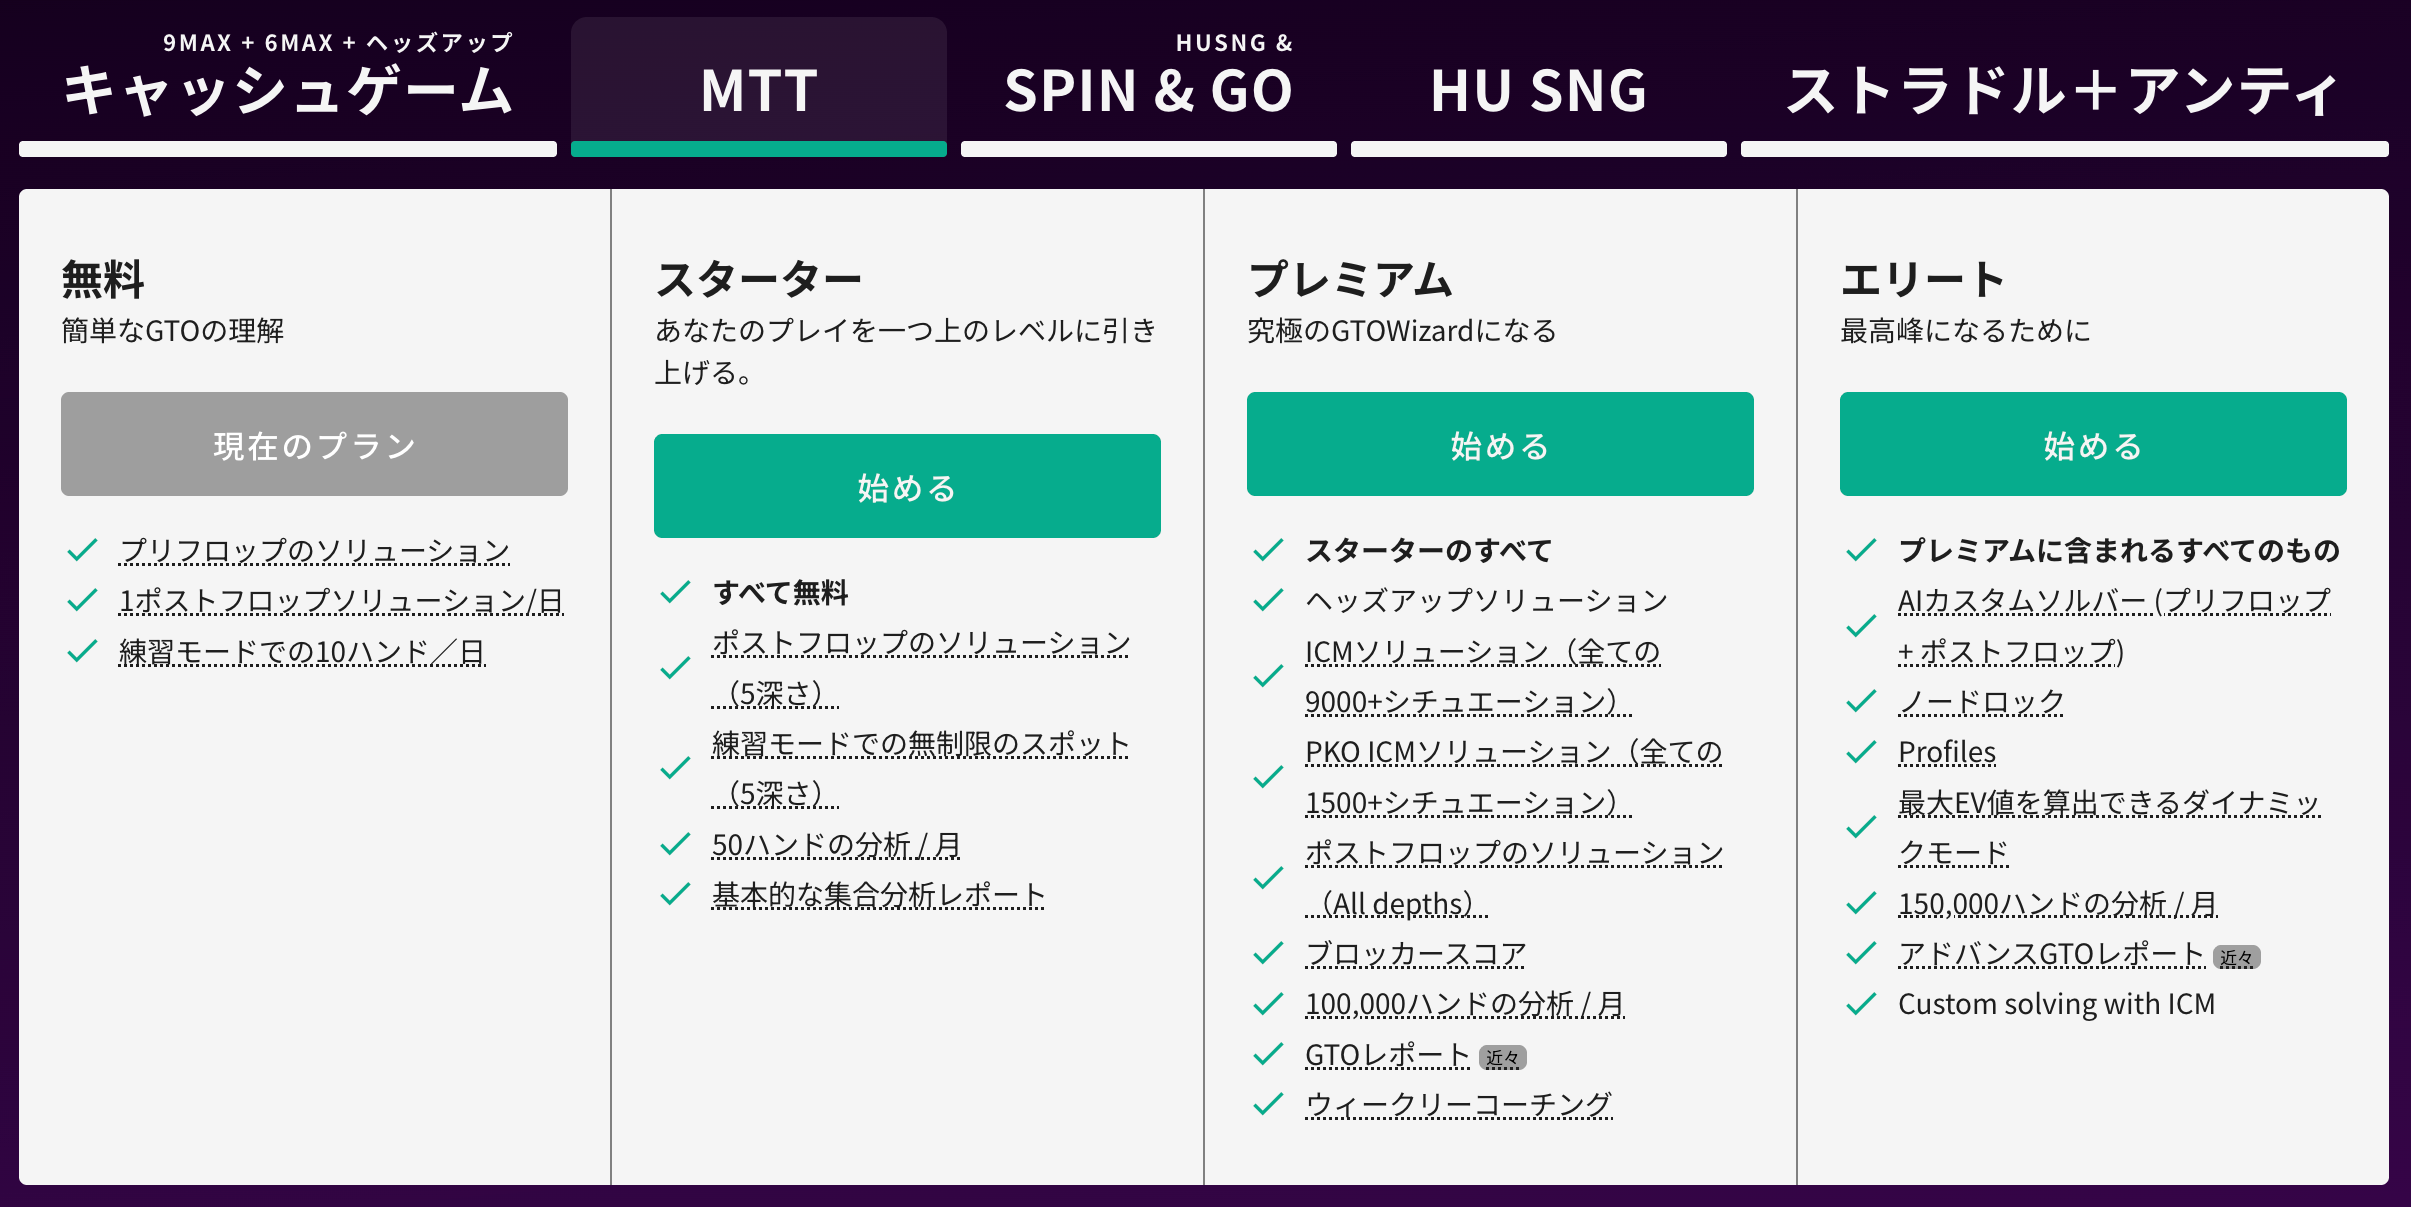 9MAX + 6MAX + ヘッズアップ
キャッシュゲーム
MTT
HUSNG &
SPIN & GO
HU SNG
ストラドル＋アンティ
無料
簡単なGTOの理解
現在のプラン
プリフロップのソリューション
1ポストフロップソリューション/日
練習モードでの10ハンド／日
スターター
あなたのプレイを一つ上のレベルに引き
上げる。
始める
すべて無料
ポストフロップのソリューション
（5深さ）
練習モードでの無制限のスポット
（5深さ）
50ハンドの分析 / 月
基本的な集合分析レポート
プレミアム
究極のGTOWizardになる
始める
スターターのすべて
ヘッズアップソリューション
ICMソリューション（全ての
9000+シチュエーション）
PKO ICMソリューション（全ての
1500+シチュエーション）
ポストフロップのソリューション
（All depths）
ブロッカースコア
100,000ハンドの分析 / 月
GTOレポート 近々
ウィークリーコーチング
エリート
最高峰になるために
始める
プレミアムに含まれるすべてのもの
AIカスタムソルバー (プリフロップ
+ ポストフロップ)
ノードロック
Profiles
最大EV値を算出できるダイナミッ
クモード
150,000ハンドの分析 / 月
アドバンスGTOレポート 近々
Custom solving with ICM